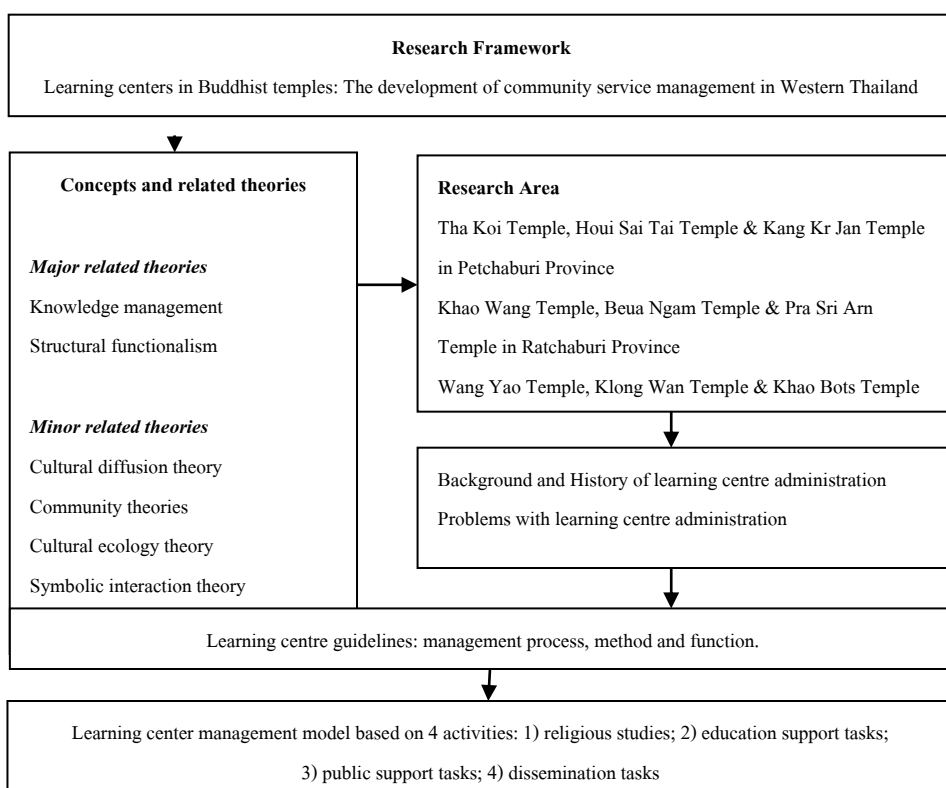 Research Framework
Learning centers in Buddhist temples: The development of community service management in Western Thailand
Concepts and related theories
Major related theories
Knowledge management
Structural functionalism
Minor related theories
Cultural diffusion theory
Community theories
Cultural ecology theory
Symbolic interaction theory
Research Area
Tha Koi Temple, Houi Sai Tai Temple & Kang Kr Jan Temple
in Petchaburi Province
Khao Wang Temple, Beua Ngam Temple & Pra Sri Arn
Temple in Ratchaburi Province
Wang Yao Temple, Klong Wan Temple & Khao Bots Temple
Background and History of learning centre administration
Problems with learning centre administration
Learning centre guidelines: management process, method and function.
Learning center management model based on 4 activities: 1) religious studies; 2) education support tasks;
3) public support tasks; 4) dissemination tasks